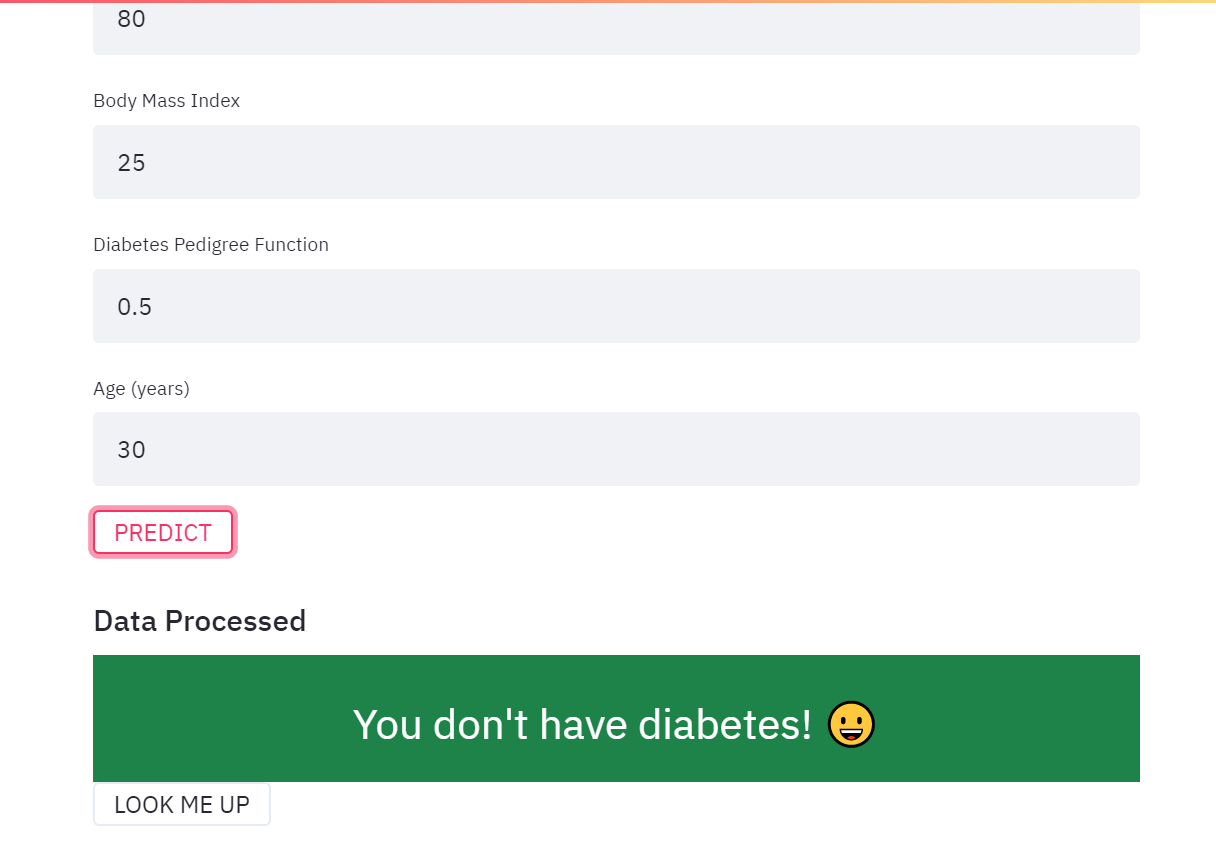 80
Body Mass Index
25
Diabetes Pedigree Function
0.5
Age (years)
30
PREDICT
Data Processed
You don't have diabetes! 😀
LOOK ME UP